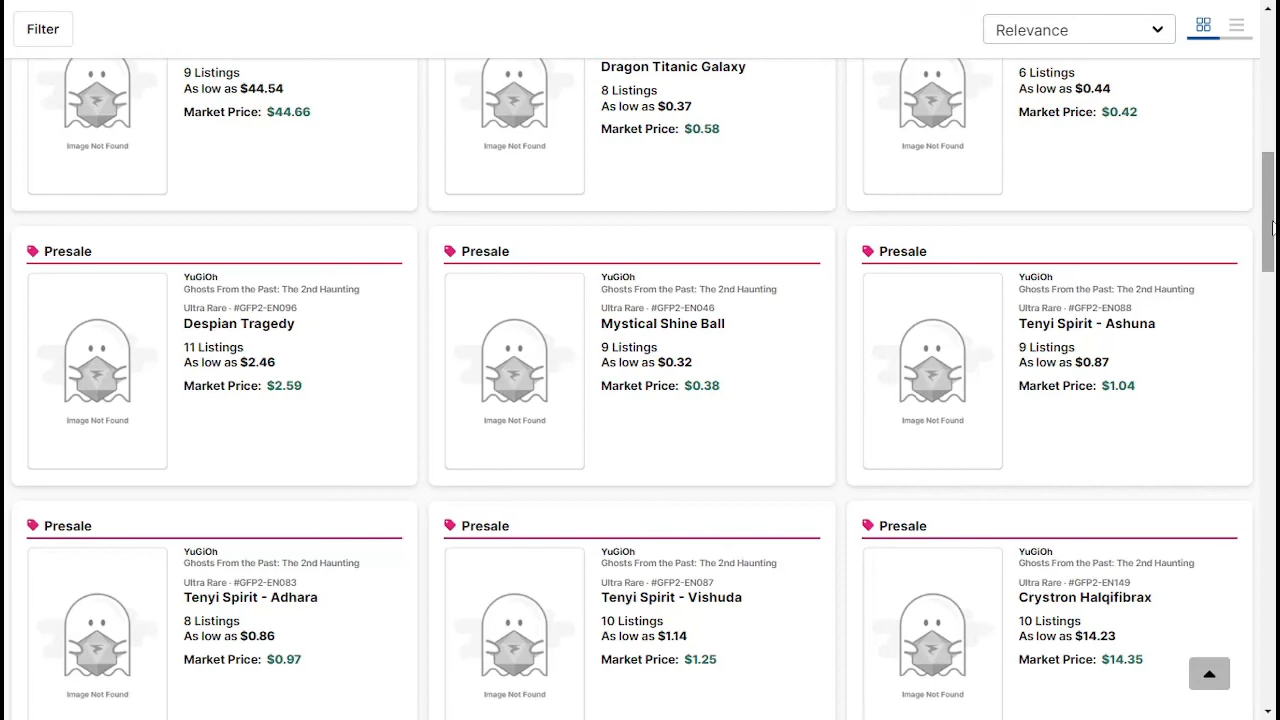 Filter
Relevance
9 Listings
As low as $44.54
Market Price: $44.66
Image Not Found
Dragon Titanic Galaxy
8 Listings
As low as $0.37
Market Price: $0.58
Image Not Found
6 Listings
As low as $0.44
Market Price: $0.42
Image Not Found
Presale
YuGiOh
Ghosts From the Past: The 2nd Haunting
Ultra Rare · #GFP2-EN096
Despian Tragedy
11 Listings
As low as $2.46
Market Price: $2.59
Image Not Found
Presale
YuGiOh
Ghosts From the Past: The 2nd Haunting
Ultra Rare · #GFP2-EN046
Mystical Shine Ball
9 Listings
As low as $0.32
Market Price: $0.38
Image Not Found
Presale
YuGiOh
Ghosts From the Past: The 2nd Haunting
Ultra Rare · #GFP2-EN088
Tenyi Spirit - Ashuna
9 Listings
As low as $0.87
Market Price: $1.04
Image Not Found
Presale
YuGiOh
Ghosts From the Past: The 2nd Haunting
Ultra Rare · #GFP2-EN083
Tenyi Spirit - Adhara
8 Listings
As low as $0.86
Market Price: $0.97
Image Not Found
Presale
YuGiOh
Ghosts From the Past: The 2nd Haunting
Ultra Rare · #GFP2-EN087
Tenyi Spirit - Vishuda
10 Listings
As low as $1.14
Market Price: $1.25
Image Not Found
Presale
YuGiOh
Ghosts From the Past: The 2nd Haunting
Ultra Rare · #GFP2-EN149
Crystron Halqifibrax
10 Listings
As low as $14.23
Market Price: $14.35
Image Not Found